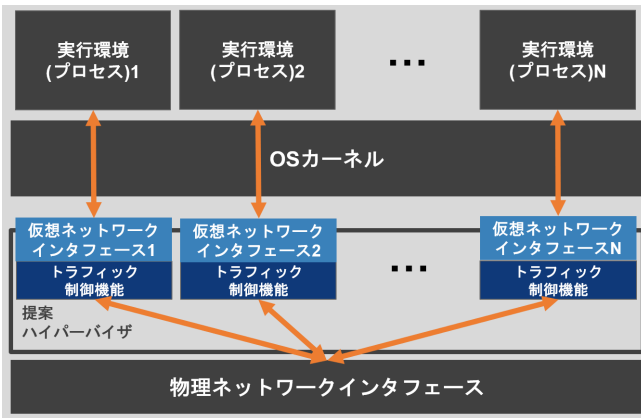 実行環境
(プロセス)1
実行環境
(プロセス)2
...
実行環境
(プロセス)N
OSカーネル
仮想ネットワーク
インタフェース1
トラフィック
制御機能
仮想ネットワーク
インタフェース2
トラフィック
制御機能
...
仮想ネットワーク
インタフェースN
トラフィック
制御機能
提案
ハイパーバイザ
物理ネットワークインタフェース